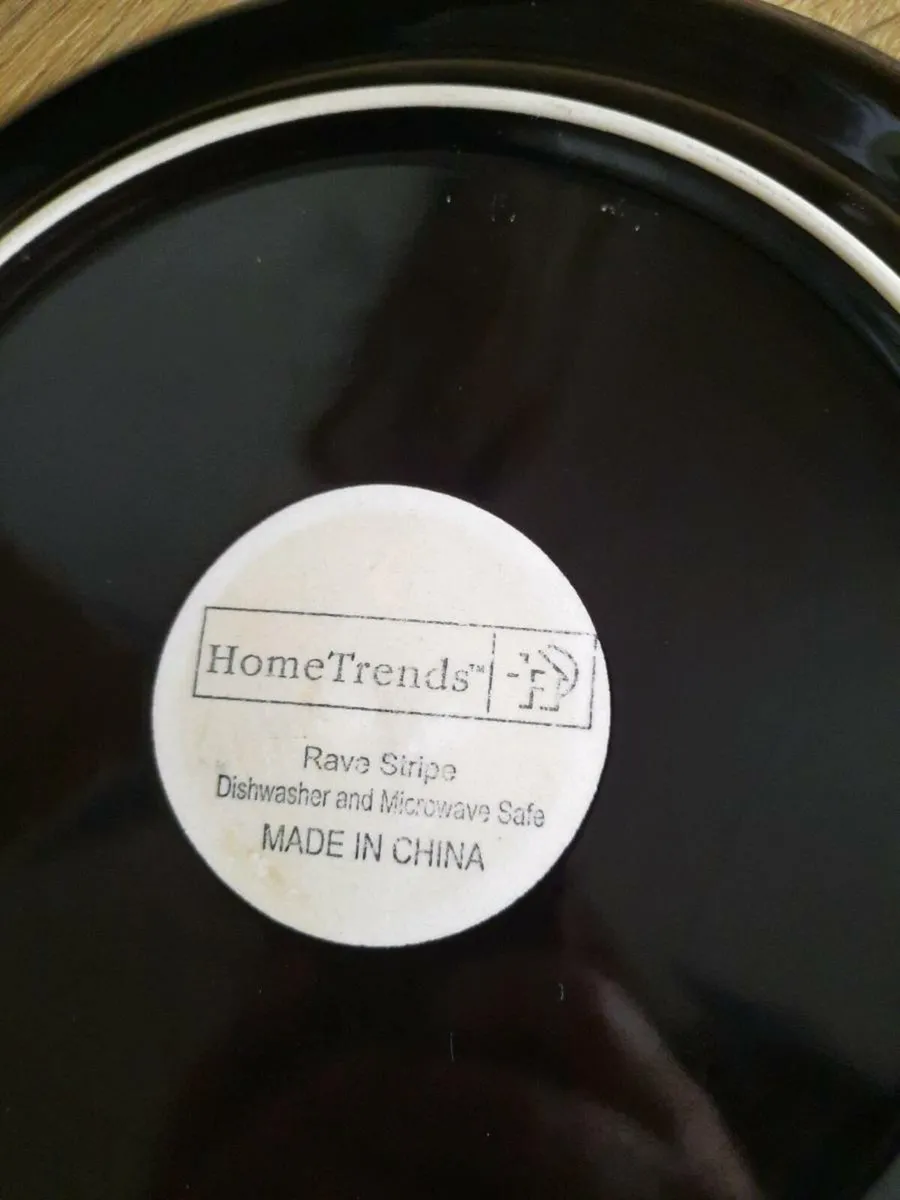 HomeTrends™
Rave Stripe
Dishwasher and Microwave Safe
MADE IN CHINA